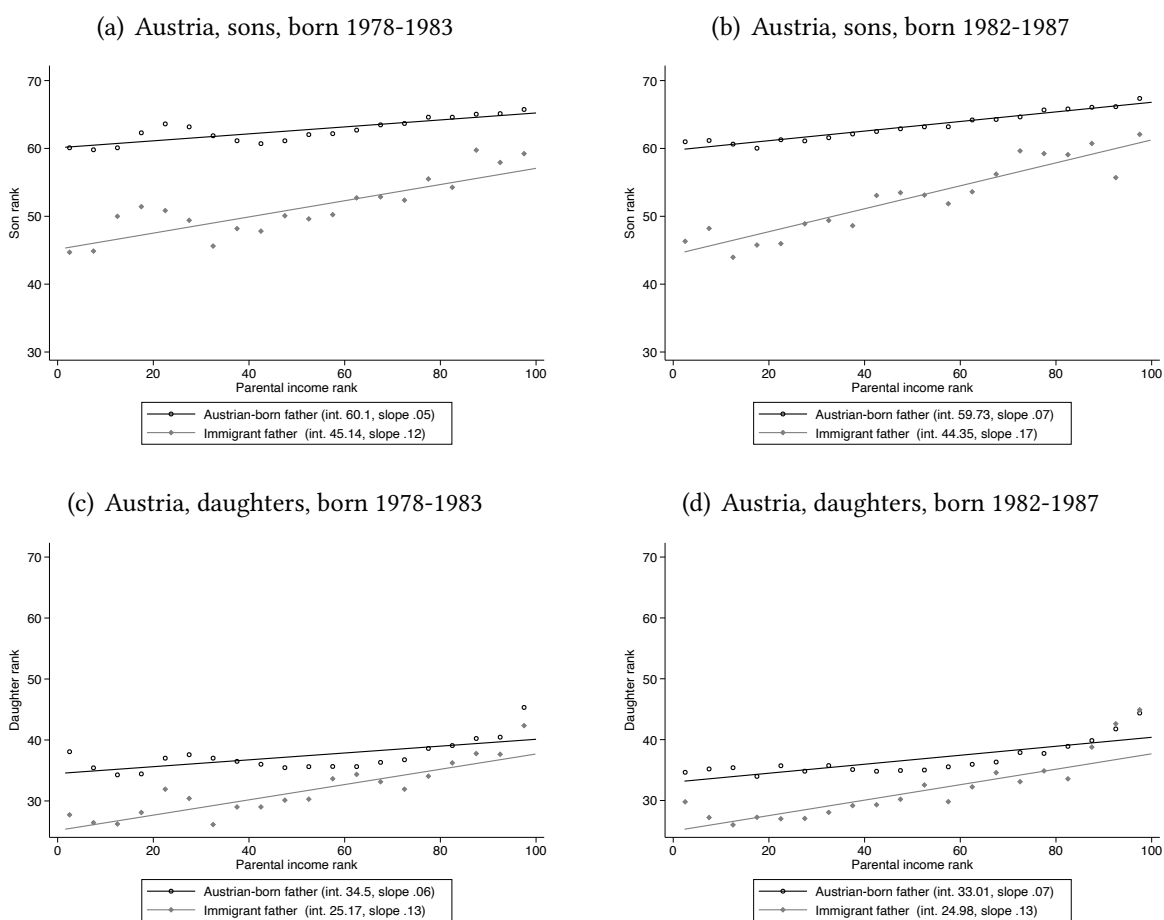 (a) Austria, sons, born 1978-1983
70
60
50
40
30
Son rank
0 20 40 60 80 100
Parental income rank
Austrian-born father (int. 60.1, slope .05)
Immigrant father (int. 45.14, slope .12)
(b) Austria, sons, born 1982-1987
70
60
50
40
30
Son rank
0 20 40 60 80 100
Parental income rank
Austrian-born father (int. 59.73, slope .07)
Immigrant father (int. 44.35, slope .17)
(c) Austria, daughters, born 1978-1983
70
60
50
40
30
Daughter rank
0 20 40 60 80 100
Parental income rank
Austrian-born father (int. 34.5, slope .06)
Immigrant father (int. 25.17, slope .13)
(d) Austria, daughters, born 1982-1987
70
60
50
40
30
Daughter rank
0 20 40 60 80 100
Parental income rank
Austrian-born father (int. 33.01, slope .07)
Immigrant father (int. 24.98, slope .13)